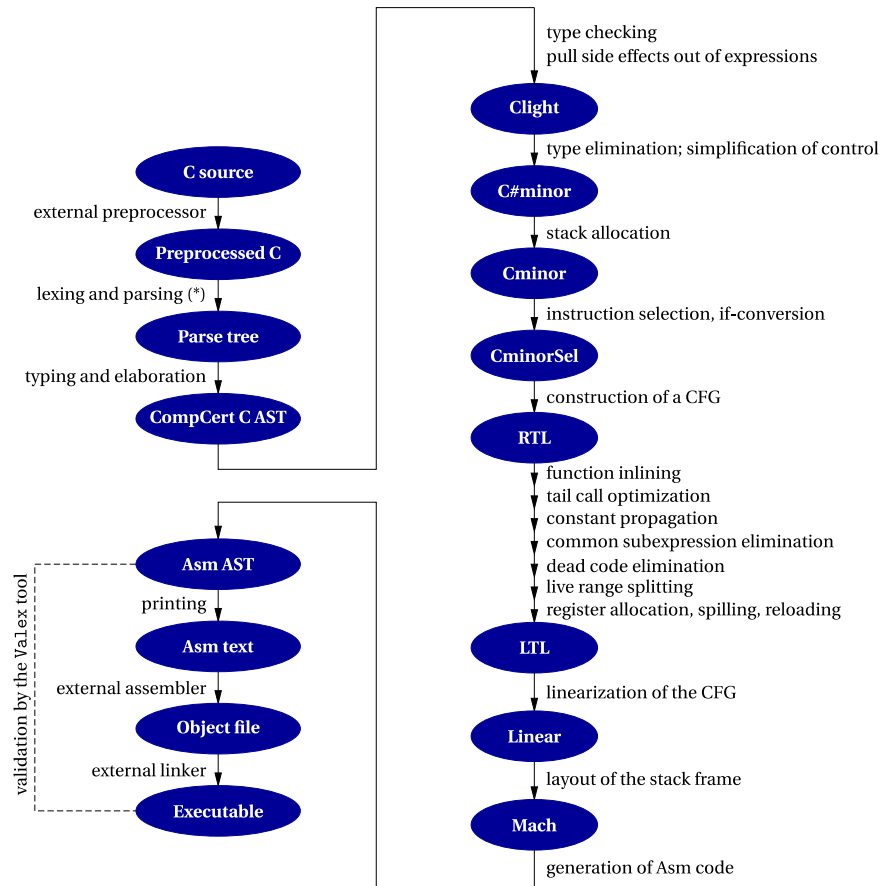 C source
external preprocessor
Preprocessed C
lexing and parsing (*)
Parse tree
typing and elaboration
CompCert C AST
type checking
pull side effects out of expressions
Clight
type elimination; simplification of control
C#minor
stack allocation
Cminor
instruction selection, if-conversion
CminorSel
construction of a CFG
RTL
function inlining
tail call optimization
constant propagation
common subexpression elimination
dead code elimination
live range splitting
register allocation, spilling, reloading
LTL
linearization of the CFG
Linear
layout of the stack frame
Mach
generation of Asm code
Asm AST
printing
Asm text
external assembler
Object file
external linker
Executable
validation by the Valex tool